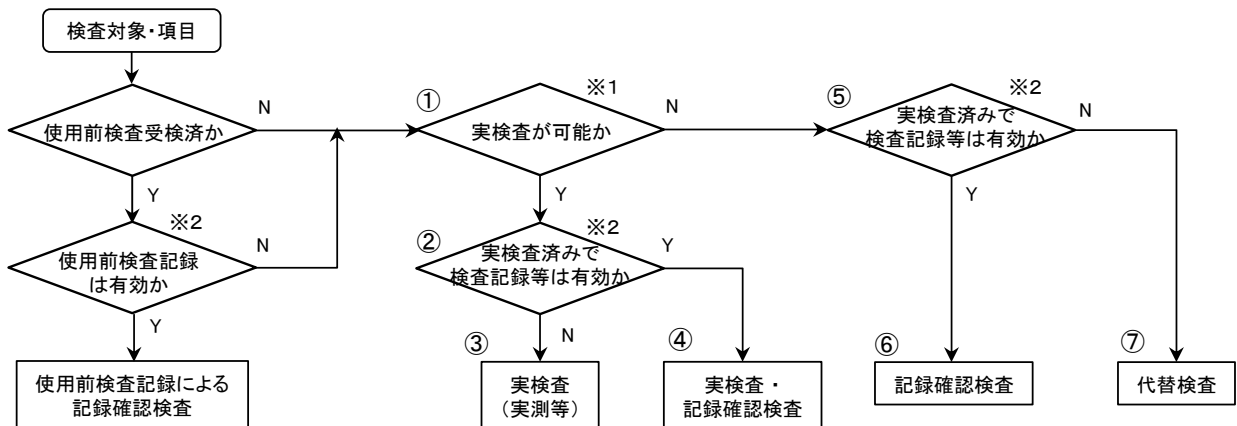 検査対象・項目
使用前検査受検済か
N
Y
※2
使用前検査記録
は有効か
N
Y
使用前検査記録による
記録確認検査
①
※1
実検査が可能か
N
Y
②
※2
実検査済みで
検査記録等は有効か
Y
N
③
実検査
(実測等)
④
実検査・
記録確認検査
⑤
※2
実検査済みで
検査記録等は有効か
N
Y
⑥
記録確認検査
⑦
代替検査